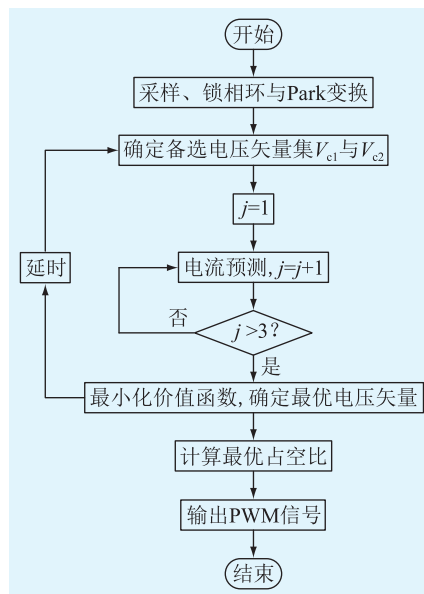 开始
采样、锁相环与Park变换
确定备选电压矢量集Vc1与Vc2
j=1
延时
电流预测,j=j+1
否
j>3?
是
最小化价值函数,确定最优电压矢量
计算最优占空比
输出PWM信号
结束